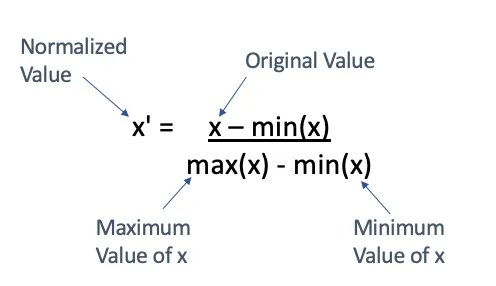 Normalized
Value
Original Value
x' = x – min(x)
max(x) - min(x)
Maximum
Value of x
Minimum
Value of x